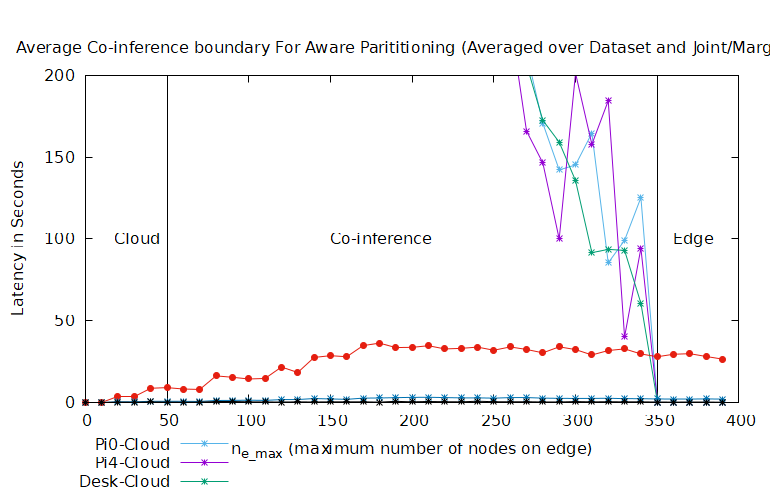 Average Co-inference boundary For Aware Parititioning (Averaged over Dataset and Joint/Marg
200
150
100
50
0
Latency in Seconds
Cloud
Co-inference
Edge
0 50 100 150 200 250 300 350 400
n_e_max (maximum number of nodes on edge)
Pi0-Cloud
Pi4-Cloud
Desk-Cloud